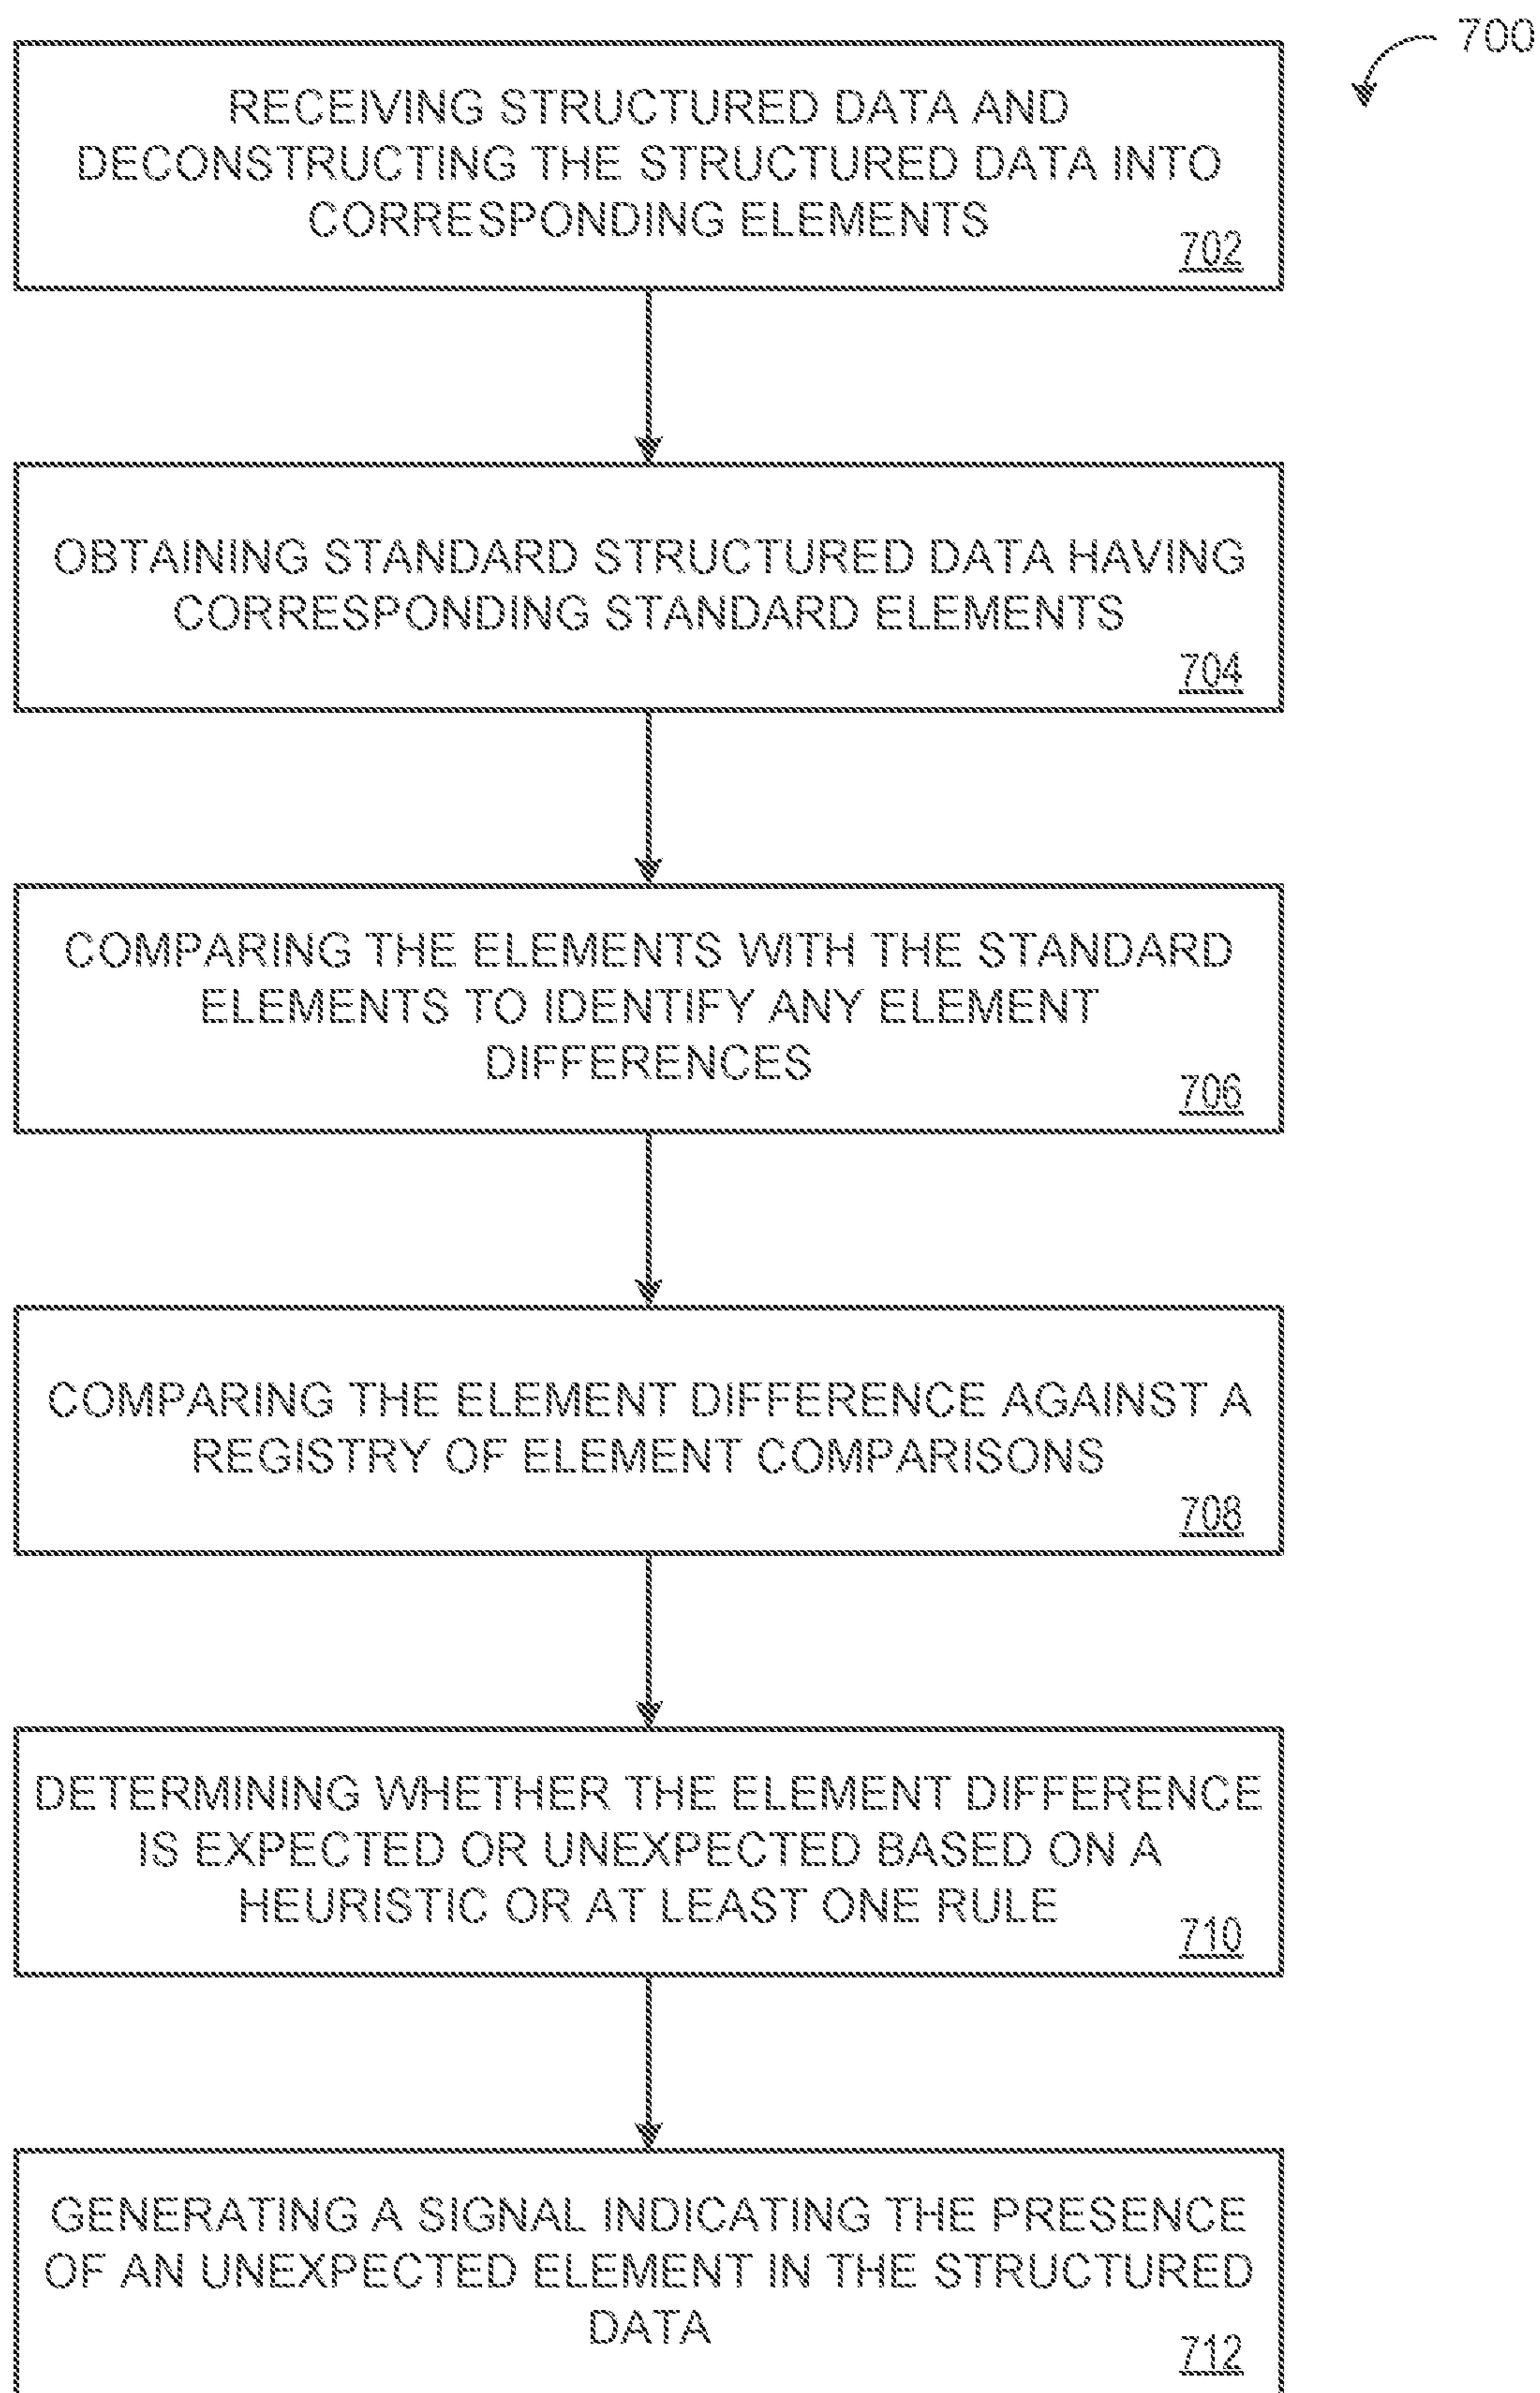 700
RECEIVING STRUCTURED DATA AND
DECONSTRUCTING THE STRUCTURED DATA INTO
CORRESPONDING ELEMENTS
702
OBTAINING STANDARD STRUCTURED DATA HAVING
CORRESPONDING STANDARD ELEMENTS
704
COMPARING THE ELEMENTS WITH THE STANDARD
ELEMENTS TO IDENTIFY ANY ELEMENT
DIFFERENCES
706
COMPARING THE ELEMENT DIFFERENCE AGAINST A
REGISTRY OF ELEMENT COMPARISONS
708
DETERMINING WHETHER THE ELEMENT DIFFERENCE
IS EXPECTED OR UNEXPECTED BASED ON A
HEURISTIC OR AT LEAST ONE RULE
710
GENERATING A SIGNAL INDICATING THE PRESENCE
OF AN UNEXPECTED ELEMENT IN THE STRUCTURED
DATA
712